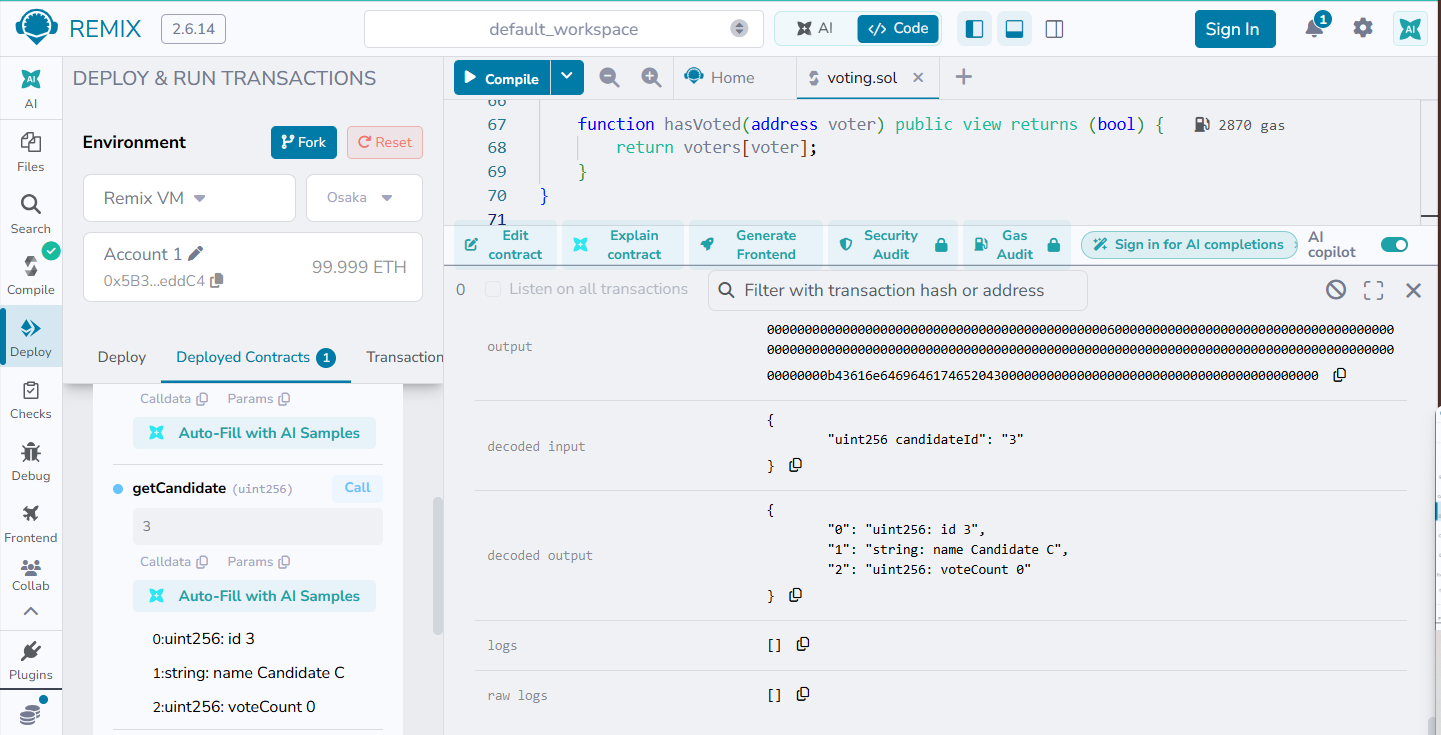 REMIX 2.6.14 default_workspace AI </> Code Sign In 1 AI
AI
Files
Search
Compile
Deploy
Checks
Debug
Frontend
Collab
Plugins
DEPLOY & RUN TRANSACTIONS
Environment Fork Reset
Remix VM Osaka
Account 1 99.999 ETH
0x5B3...eddC4
Deploy Deployed Contracts 1 Transaction
Calldata Params
Auto-Fill with AI Samples
getCandidate (uint256) Call
3
Calldata Params
Auto-Fill with AI Samples
0:uint256: id 3
1:string: name Candidate C
2:uint256: voteCount 0
Compile Home voting.sol
66
67 function hasVoted(address voter) public view returns (bool) { 2870 gas
68 return voters[voter];
69 }
70 }
71
Edit contract
Explain contract
Generate Frontend
Security Audit
Gas Audit
Sign in for AI completions
AI copilot
0 Listen on all transactions Filter with transaction hash or address
output
decoded input
{
"uint256 candidateId": "3"
}
decoded output
{
"0": "uint256: id 3",
"1": "string: name Candidate C",
"2": "uint256: voteCount 0"
}
logs []
raw logs []